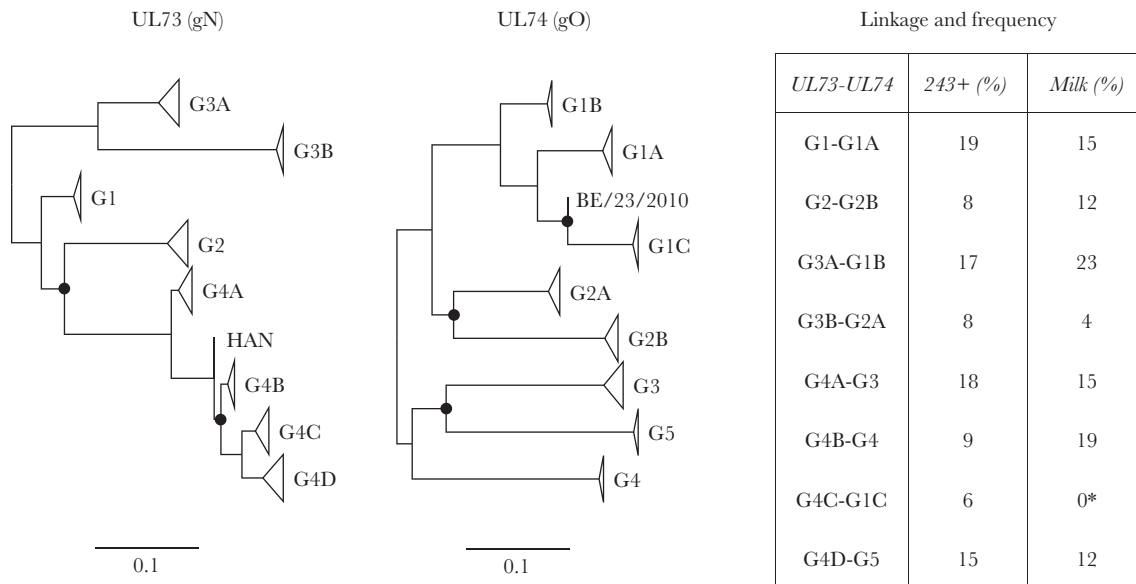 UL73 (gN)
G3A
G3B
G1
G2
G4A
HAN
G4B
G4C
G4D
0.1
UL74 (gO)
G1B
G1A
BE/23/2010
G1C
G2A
G2B
G3
G5
G4
0.1
Linkage and frequency
UL73-UL74 243+ (%) Milk (%)
G1-G1A 19 15
G2-G2B 8 12
G3A-G1B 17 23
G3B-G2A 8 4
G4A-G3 18 15
G4B-G4 9 19
G4C-G1C 6 0*
G4D-G5 15 12